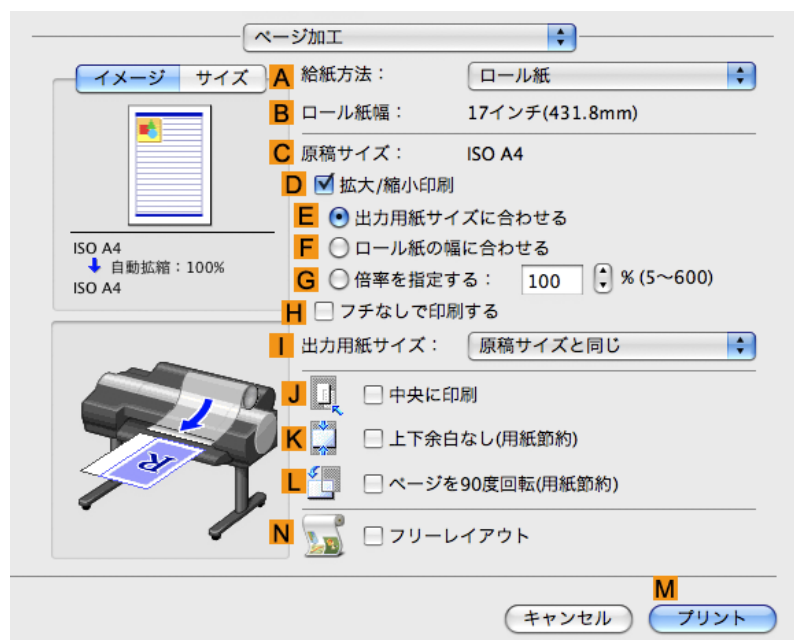 ページ加工
イメージ サイズ
A 給紙方法： ロール紙
B ロール紙幅： 17インチ(431.8mm)
C 原稿サイズ： ISO A4
D 拡大/縮小印刷
E 出力用紙サイズに合わせる
F ロール紙の幅に合わせる
G 倍率を指定する： 100 % (5〜600)
ISO A4
自動拡縮：100%
ISO A4
H フチなしで印刷する
I 出力用紙サイズ： 原稿サイズと同じ
J 中央に印刷
K 上下余白なし(用紙節約)
L ページを90度回転(用紙節約)
R
N フリーレイアウト
M
キャンセル プリント